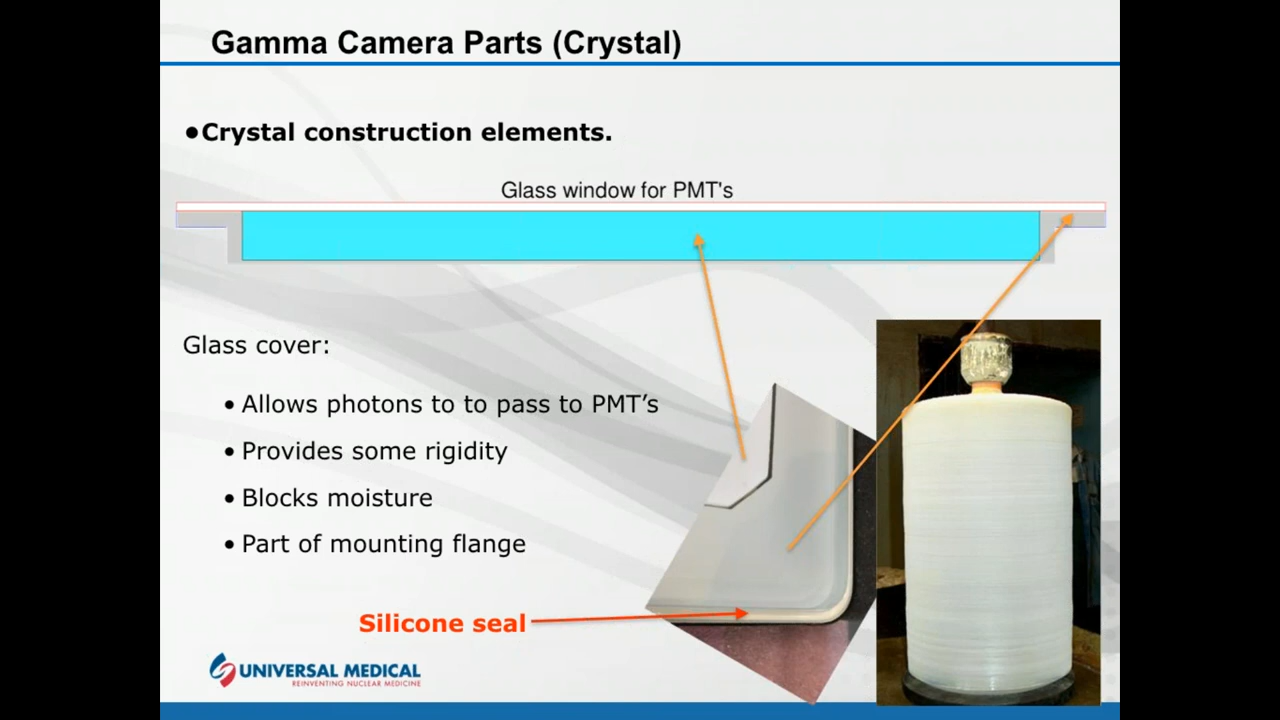 Gamma Camera Parts (Crystal)
●Crystal construction elements.
Glass window for PMT's
Glass cover:
• Allows photons to to pass to PMT’s
• Provides some rigidity
• Blocks moisture
• Part of mounting flange
Silicone seal
UNIVERSAL MEDICAL
REINVENTING NUCLEAR MEDICINE